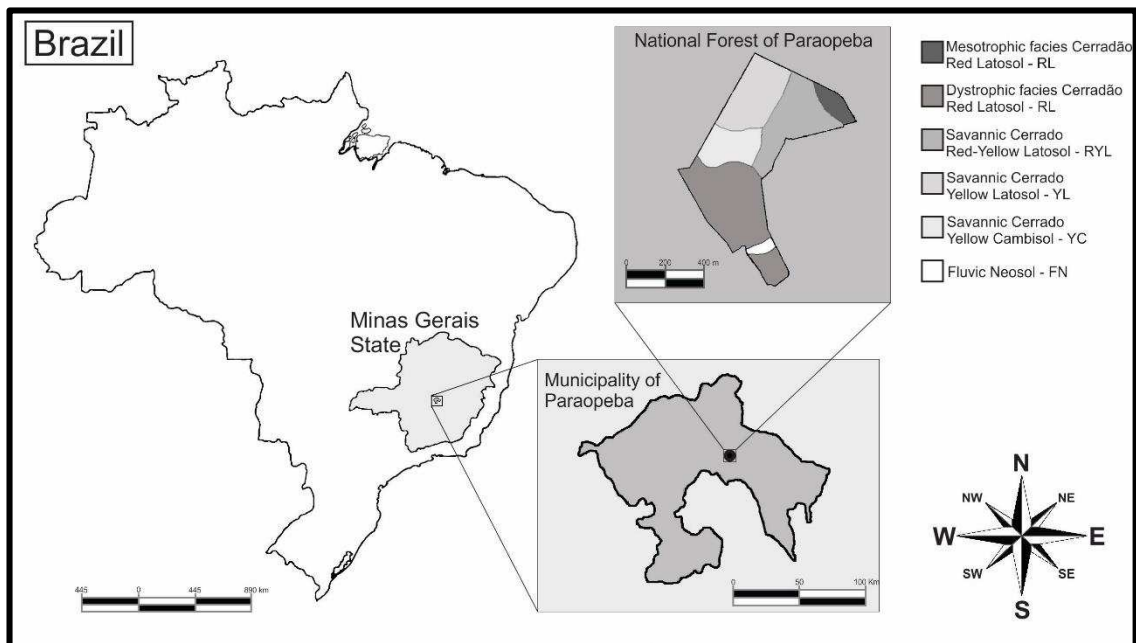 Brazil
National Forest of Paraopeba
0 200 400 m
Mesotrophic facies Cerradão
Red Latosol - RL
Dystrophic facies Cerradão
Red Latosol - RL
Savannic Cerrado
Red-Yellow Latosol - RYL
Savannic Cerrado
Yellow Latosol - YL
Savannic Cerrado
Yellow Cambisol - YC
Fluvic Neosol - FN
Minas Gerais
State
Municipality of
Paraopeba
0 50 100 Km
445 0 445 890 km
N
NW NE
W E
SW SE
S